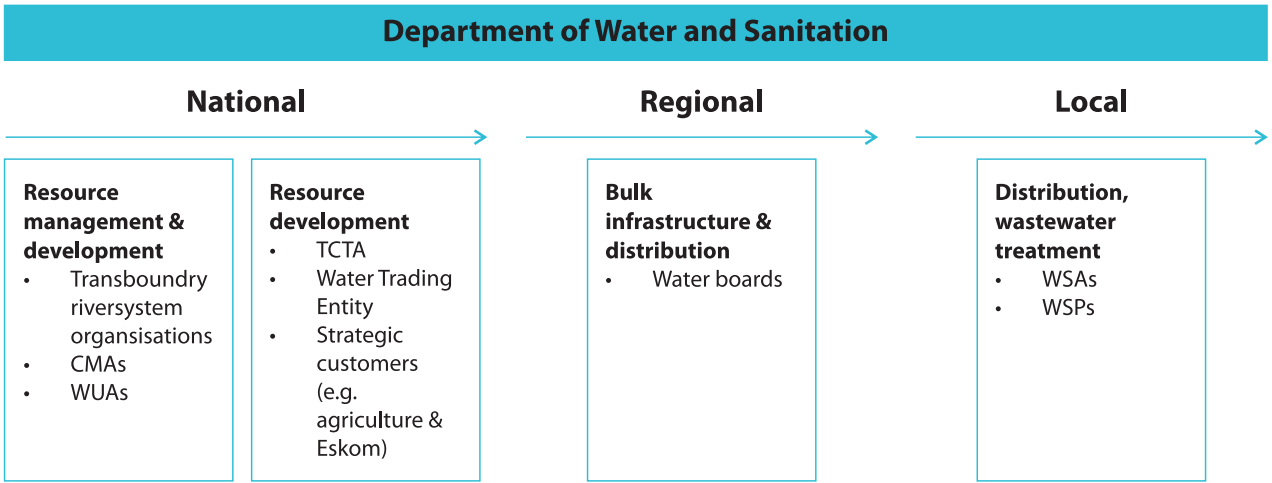 Department of Water and Sanitation
National
Regional
Local
Resource
management &
development
• Transboundry
riversystem
organsisations
• CMAs
• WUAs
Resource
development
• TCTA
• Water Trading
Entity
• Strategic
customers
(e.g.
agriculture &
Eskom)
Bulk
infrastructure &
distribution
• Water boards
Distribution,
wastewater
treatment
• WSAs
• WSPs